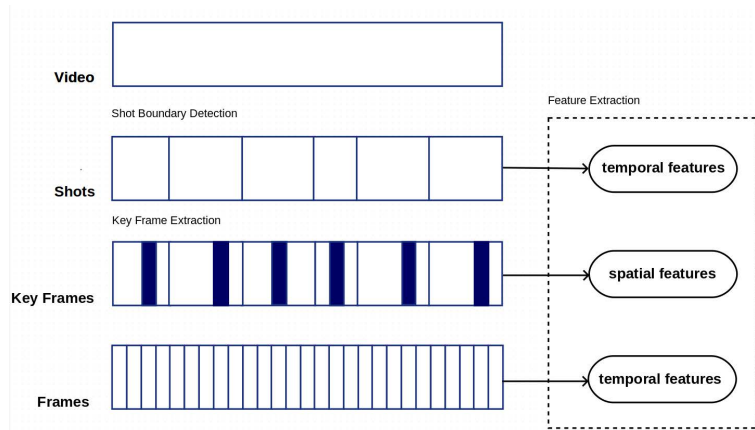 Video
Feature Extraction
Shot Boundary Detection
temporal features
Shots
Key Frame Extraction
spatial features
Key Frames
temporal features
Frames